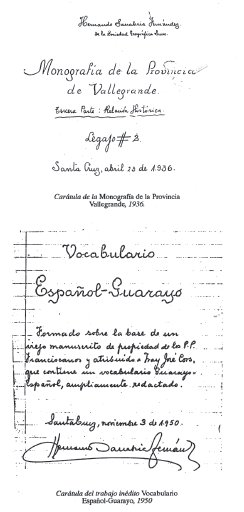 Hernando Sanabria Fernández
de la Sociedad Geográfica Sucre.
Monografía de la Provincia
de Vallegrande.
Tercera Parte: Relación Histórica.
Legajo # 2.
Santa Cruz, abril 23 de 1936.
Carátula de la Monografía de la Provincia
Vallegrande, 1936.
Vocabulario
Español-Guarayo
Formado sobre la base de un
viejo manuscrito de propiedad de los P.P.
Franciscanos y atribuido a Fray José Cors,
que contiene un vocabulario Guarayo-
español, ampliamente redactado.
Santa Cruz, noviembre 3 de 1950.
Hernando Sanabria Fernández
Carátula del trabajo inédito Vocabulario
Español-Guarayo, 1950